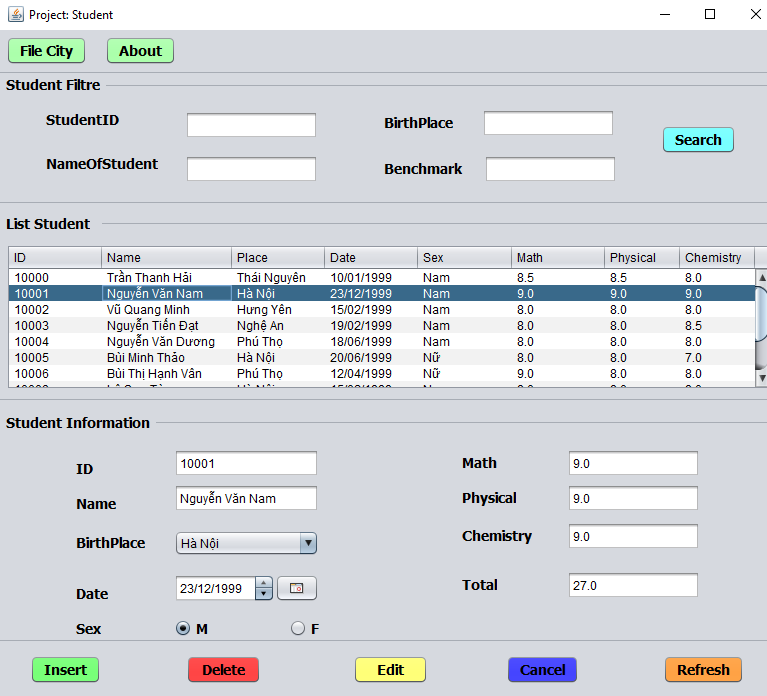 Project: Student
File City About
Student Filtre
StudentID BirthPlace
Search
NameOfStudent Benchmark
List Student
ID Name Place Date Sex Math Physical Chemistry
10000 Trần Thanh Hải Thái Nguyên 10/01/1999 Nam 8.5 8.5 8.0
10001 Nguyễn Văn Nam Hà Nội 23/12/1999 Nam 9.0 9.0 9.0
10002 Vũ Quang Minh Hưng Yên 15/02/1999 Nam 8.0 8.0 8.0
10003 Nguyễn Tiến Đạt Nghệ An 19/02/1999 Nam 8.0 8.0 8.5
10004 Nguyễn Văn Dương Phú Thọ 18/06/1999 Nam 8.0 8.0 8.0
10005 Bùi Minh Thảo Hà Nội 20/06/1999 Nữ 8.0 8.0 7.0
10006 Bùi Thị Hạnh Vân Phú Thọ 12/04/1999 Nữ 9.0 8.0 8.0
Student Information
ID 10001 Math 9.0
Name Nguyễn Văn Nam Physical 9.0
BirthPlace Hà Nội Chemistry 9.0
Date 23/12/1999 Total 27.0
Sex M F
Insert Delete Edit Cancel Refresh